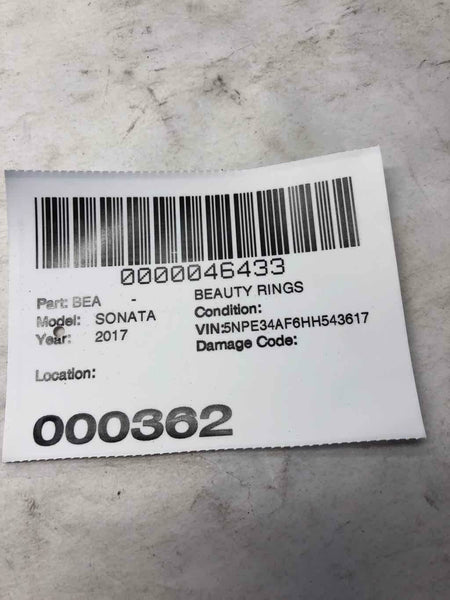 0000046433
Part: BEA - BEAUTY RINGS
Model: SONATA Condition:
Year: 2017 VIN:5NPE34AF6HH543617
Damage Code:
Location:
000362